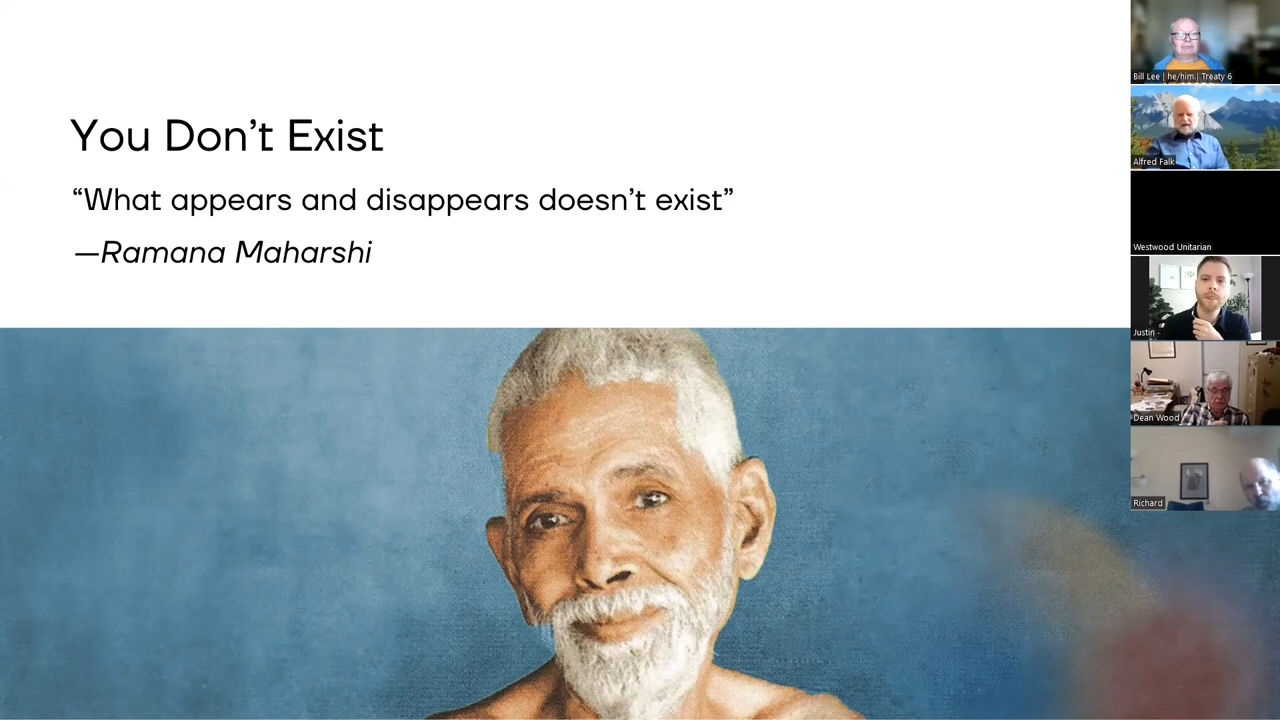 You Don’t Exist
“What appears and disappears doesn’t exist”
—Ramana Maharshi
Bill Lee | he/him | Treaty 6
Alfred Falk
Westwood Unitarian
Justin
Dean Wood
Richard